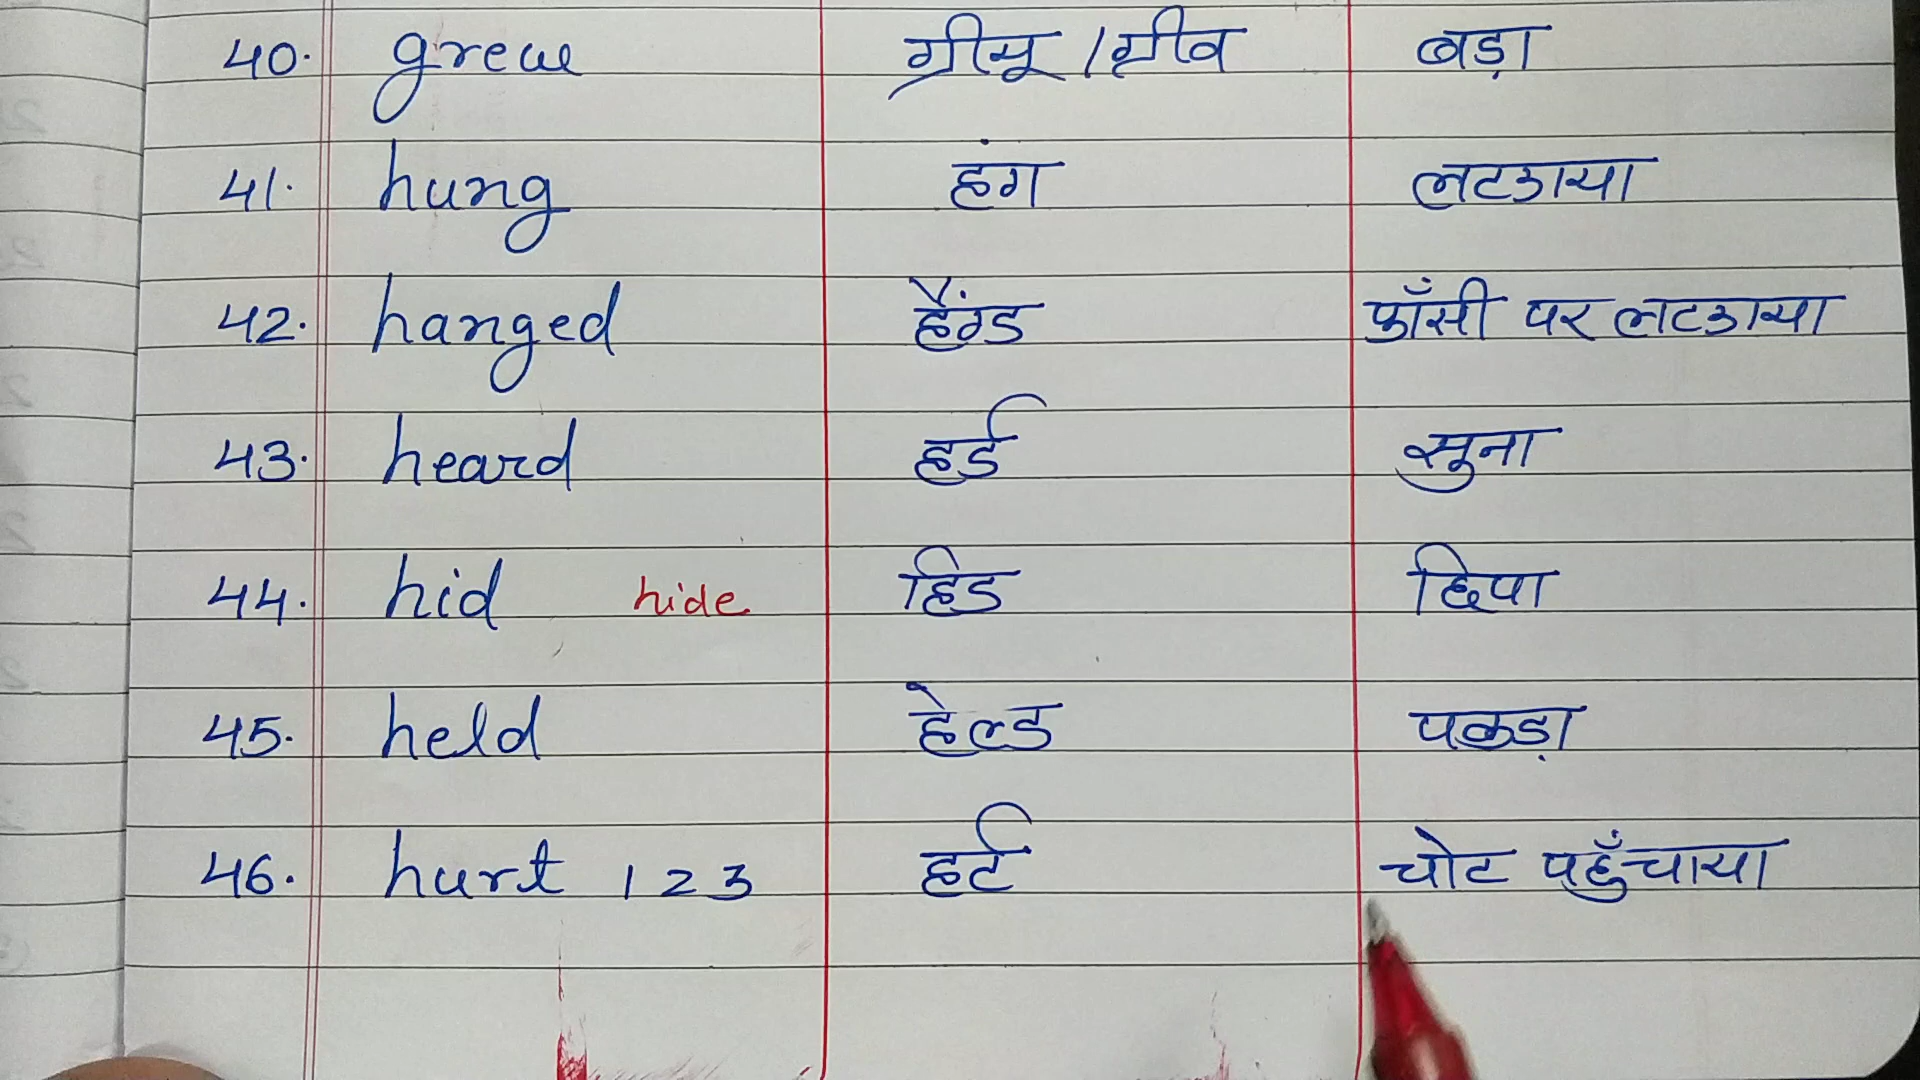 40. grew ग्रीयू / ग्रीव बड़ा
41. hung हंग लटकाया
42. hanged हैंग्ड फाँसी पर लटकाया
43. heard हर्ड सुना
44. hid hide हिड छिपा
45. held हेल्ड पकड़ा
46. hurt 1 2 3 हर्ट चोट पहुँचाया